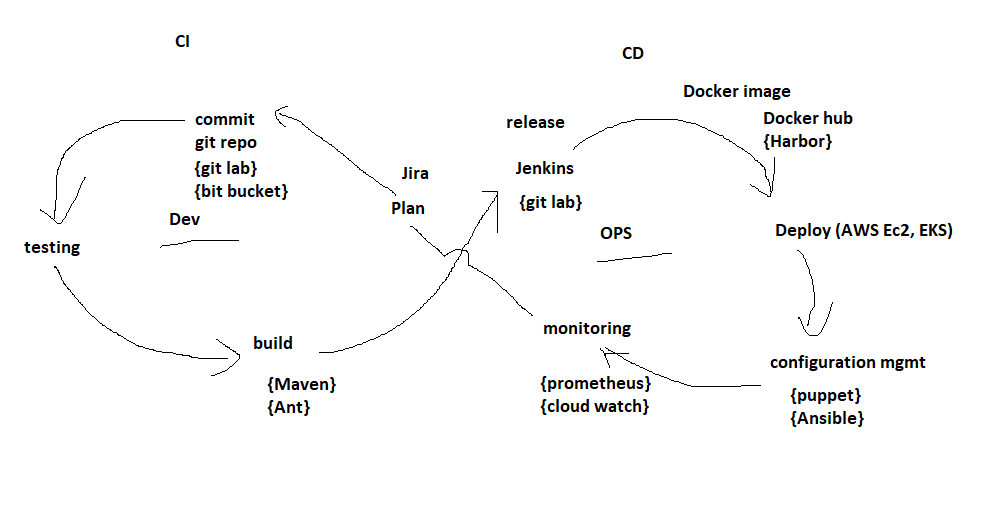 CI
CD
commit
git repo
{git lab}
{bit bucket}
Dev
testing
build
{Maven}
{Ant}
Jira
Plan
release
Jenkins
{git lab}
OPS
Docker image
Docker hub
{Harbor}
Deploy (AWS Ec2, EKS)
configuration mgmt
{puppet}
{Ansible}
monitoring
{prometheus}
{cloud watch}